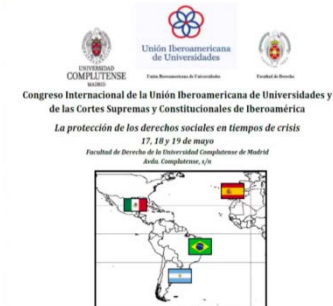 UNIVERSIDAD
COMPLUTENSE
MADRID
Unión Iberoamericana
de Universidades
Unión Iberoamericana de Universidades
Facultad de Derecho
Congreso Internacional de la Unión Iberoamericana de Universidades y
de las Cortes Supremas y Constitucionales de Iberoamérica
La protección de los derechos sociales en tiempos de crisis
17, 18 y 19 de mayo
Facultad de Derecho de la Universidad Complutense de Madrid
Avda. Complutense, s/n